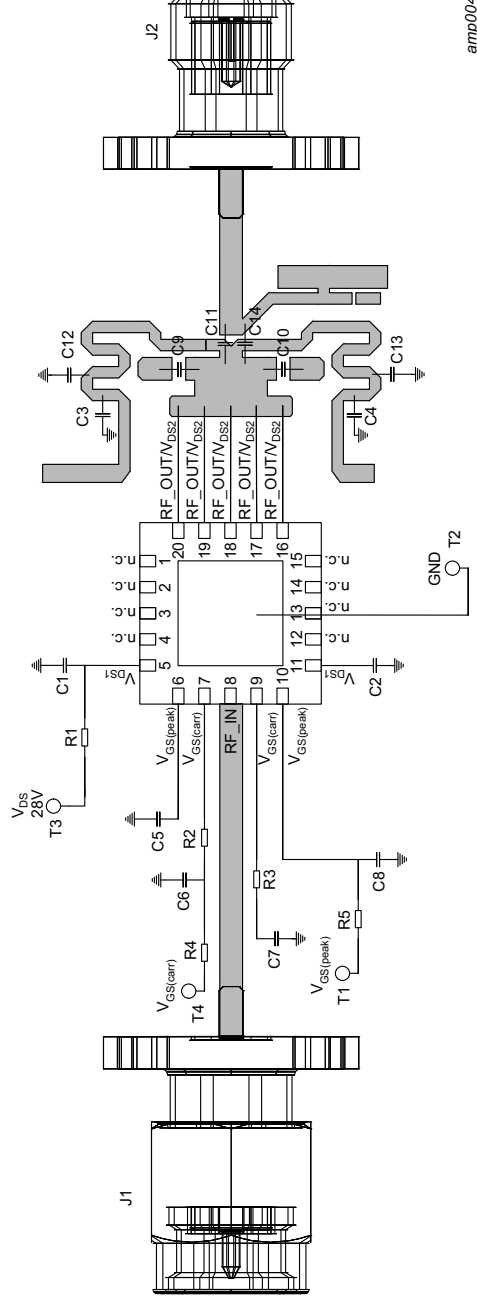 J2
amp004
C12
C3
C9
C11
C14
C10
C13
C4
RF_OUT/VDS2
RF_OUT/VDS2
RF_OUT/VDS2
RF_OUT/VDS2
RF_OUT/VDS2
20
19
18
17
16
n.c.
n.c.
n.c.
n.c.
1
2
3
4
5
15
14
13
12
11
n.c.
n.c.
n.c.
n.c.
GND
T2
C1
VDS1
R1
VDS
28V
T3
6
7
8
9
10
RF_IN
VGS(peak)
VGS(carr)
VGS(carr)
VGS(peak)
VDS1
C2
C5
C6
R2
R4
VGS(carr)
T4
R3
C7
C8
R5
VGS(peak)
T1
J1